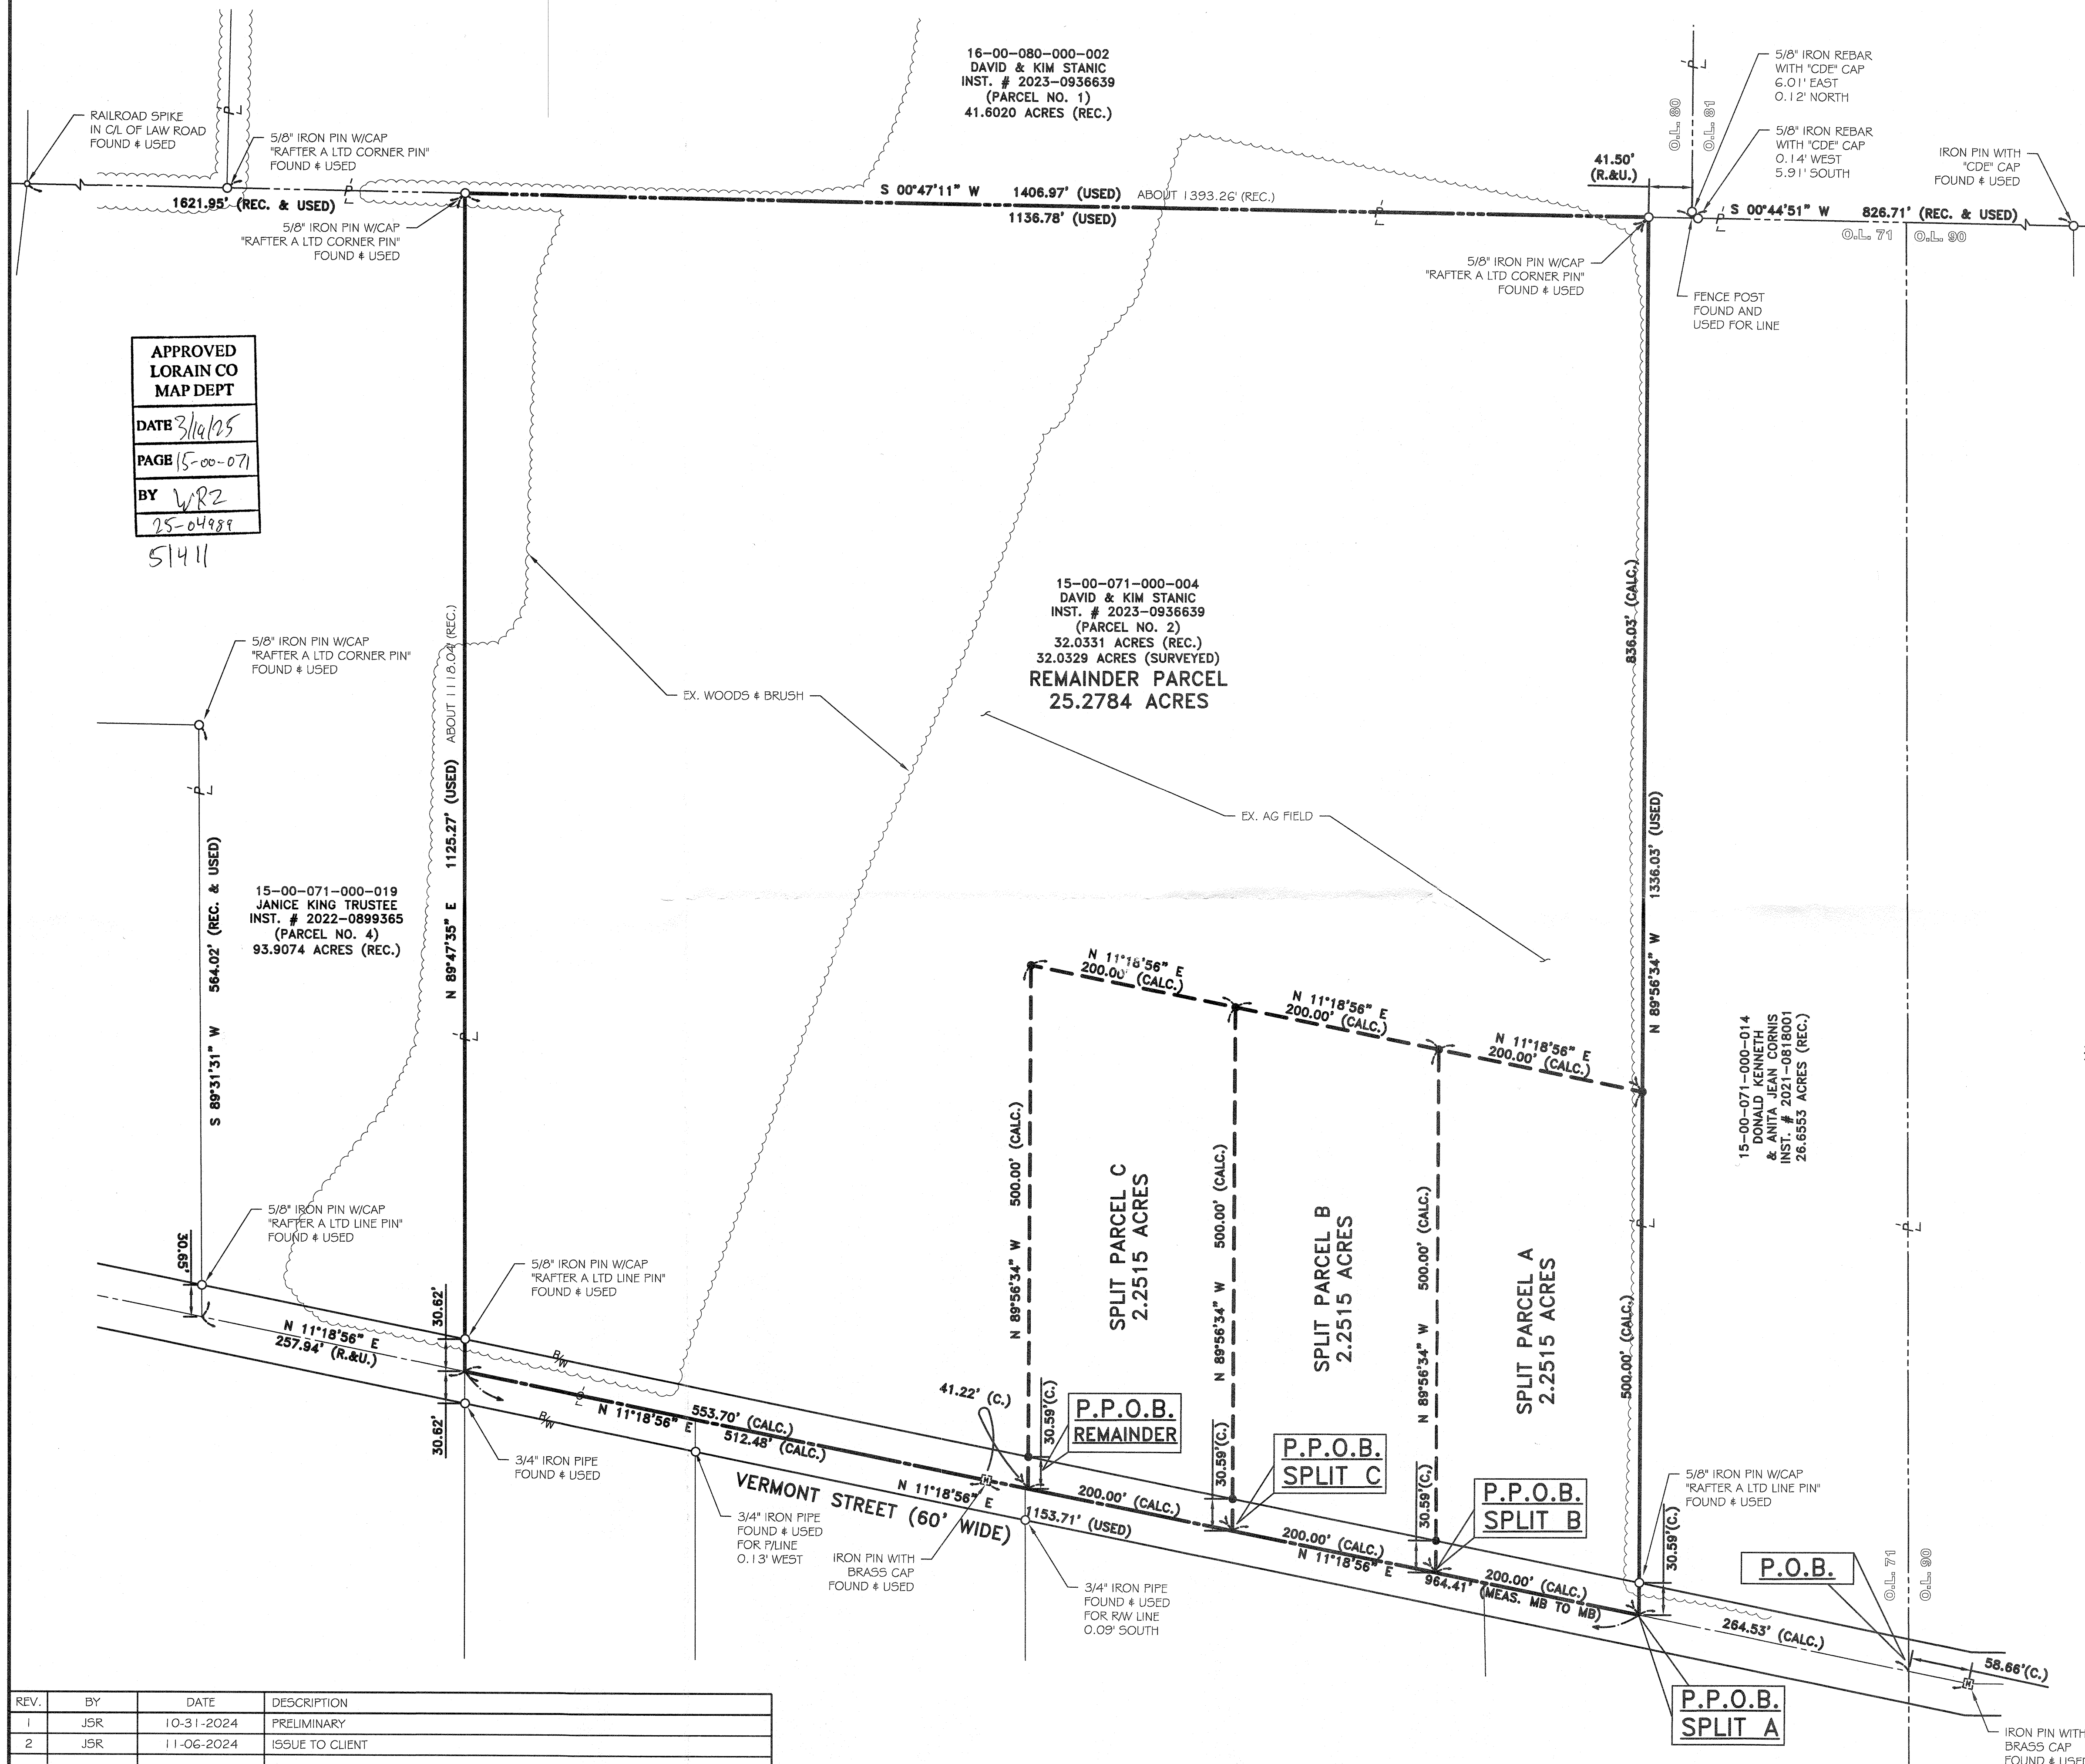 16-00-080-000-002
DAVID & KIM STANIC
INST. # 2023-0936639
(PARCEL NO. 1)
41.6020 ACRES (REC.)
RAILROAD SPIKE
IN C/L OF LAW ROAD
FOUND & USED
5/8" IRON PIN W/CAP
"RAFTER A LTD CORNER PIN"
FOUND & USED
1621.95' (REC. & USED)
5/8" IRON PIN W/CAP
"RAFTER A LTD CORNER PIN"
FOUND & USED
S 00°47'11" W 1406.97' (USED) ABOUT 1393.26' (REC.)
1136.78' (USED)
41.50'
(R.&U.)
O.L. 80
O.L. 81
5/8" IRON REBAR
WITH "CDE" CAP
6.01' EAST
0.12' NORTH
5/8" IRON REBAR
WITH "CDE" CAP
0.14' WEST
5.91' SOUTH
IRON PIN WITH
"CDE" CAP
FOUND & USED
S 00°44'51" W 826.71' (REC. & USED)
O.L. 71 O.L. 90
5/8" IRON PIN W/CAP
"RAFTER A LTD CORNER PIN"
FOUND & USED
FENCE POST
FOUND AND
USED FOR LINE
APPROVED
LORAIN CO
MAP DEPT
DATE 3/19/25
PAGE 15-00-071
BY WRZ
25-04989
51411
15-00-071-000-004
DAVID & KIM STANIC
INST. # 2023-0936639
(PARCEL NO. 2)
32.0331 ACRES (REC.)
32.0329 ACRES (SURVEYED)
REMAINDER PARCEL
25.2784 ACRES
5/8" IRON PIN W/CAP
"RAFTER A LTD CORNER PIN"
FOUND & USED
EX. WOODS & BRUSH
EX. AG FIELD
N 89°47'35" E 1125.27' (USED) ABOUT 1118.04' (REC.)
836.03' (CALC.)
N 89°56'34" W 1336.03' (USED)
S 89°31'31" W 564.02' (REC. & USED)
15-00-071-000-019
JANICE KING TRUSTEE
INST. # 2022-0899365
(PARCEL NO. 4)
93.9074 ACRES (REC.)
15-00-071-000-014
DONALD KENNETH
& ANITA JEAN CORNIS
INST. # 2021-0818001
26.6553 ACRES (REC.)
N 11°18'56" E
200.00' (CALC.)
N 11°18'56" E
200.00' (CALC.)
N 11°18'56" E
200.00' (CALC.)
N 89°56'34" W 500.00' (CALC.)
SPLIT PARCEL C
2.2515 ACRES
N 89°56'34" W 500.00' (CALC.)
SPLIT PARCEL B
2.2515 ACRES
N 89°56'34" W 500.00' (CALC.)
SPLIT PARCEL A
2.2515 ACRES
500.00' (CALC.)
5/8" IRON PIN W/CAP
"RAFTER A LTD LINE PIN"
FOUND & USED
30.65'
5/8" IRON PIN W/CAP
"RAFTER A LTD LINE PIN"
FOUND & USED
30.62'
30.62'
N 11°18'56" E
257.94' (R.&U.)
R/W
R/W
3/4" IRON PIPE
FOUND & USED
553.70' (CALC.)
N 11°18'56" E
512.48' (CALC.)
41.22' (C.)
30.59'(C.)
P.P.O.B.
REMAINDER
30.59'(C.)
P.P.O.B.
SPLIT C
30.59'(C.)
P.P.O.B.
SPLIT B
5/8" IRON PIN W/CAP
"RAFTER A LTD LINE PIN"
FOUND & USED
30.59'(C.)
VERMONT STREET (60' WIDE)
N 11°18'56" E
1153.71' (USED)
200.00' (CALC.)
200.00' (CALC.)
N 11°18'56" E
964.41'
(MEAS. MB TO MB)
200.00' (CALC.)
3/4" IRON PIPE
FOUND & USED
FOR P/LINE
0.13' WEST
IRON PIN WITH
BRASS CAP
FOUND & USED
3/4" IRON PIPE
FOUND & USED
FOR R/W LINE
0.09' SOUTH
P.O.B.
O.L. 71
O.L. 90
264.53' (CALC.)
58.66'(C.)
P.P.O.B.
SPLIT A
IRON PIN WITH
BRASS CAP
FOUND & USED
REV. BY DATE DESCRIPTION
1 JSR 10-31-2024 PRELIMINARY
2 JSR 11-06-2024 ISSUE TO CLIENT